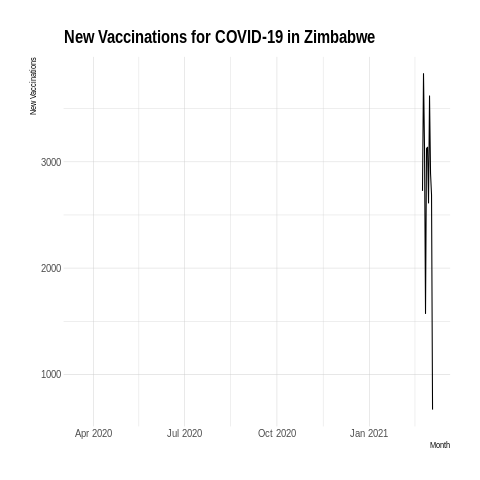 New Vaccinations for COVID-19 in Zimbabwe
New Vaccinations
3000
2000
1000
Apr 2020
Jul 2020
Oct 2020
Jan 2021
Month